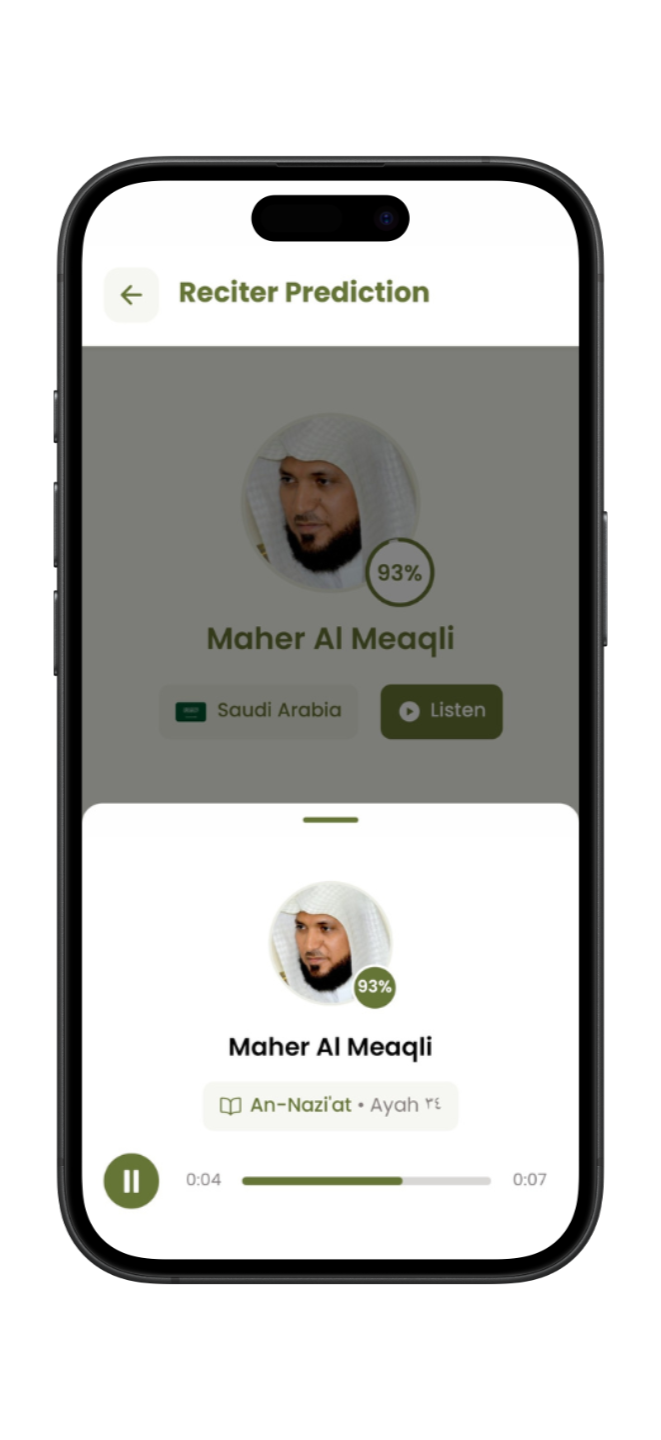 Reciter Prediction
93%
Maher Al Meaqli
Saudi Arabia
Listen
93%
Maher Al Meaqli
An-Nazi'at • Ayah ٣٤
0:04
0:07